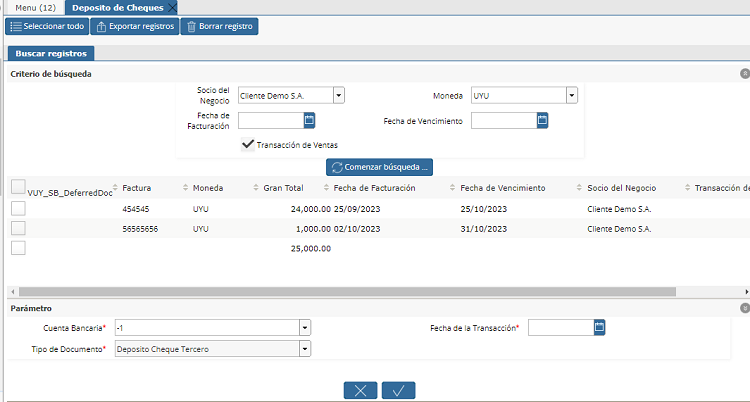 Menu (12) Deposito de Cheques
Seleccionar todo Exportar registros Borrar registro
Buscar registros
Criterio de búsqueda
Socio del Negocio Cliente Demo S.A. Moneda UYU
Fecha de Facturación Fecha de Vencimiento
Transacción de Ventas
Comenzar búsqueda ...
VUY_SB_DeferredDoc Factura Moneda Gran Total Fecha de Facturación Fecha de Vencimiento Socio del Negocio Transacción de
454545 UYU 24,000.00 25/09/2023 25/10/2023 Cliente Demo S.A.
56565656 UYU 1,000.00 02/10/2023 31/10/2023 Cliente Demo S.A.
25,000.00
Parámetro
Cuenta Bancaria* -1 Fecha de la Transacción*
Tipo de Documento* Deposito Cheque Tercero